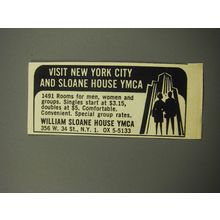 VISIT NEW YORK CITY
AND SLOANE HOUSE YMCA
1491 Rooms for men, women and
groups. Singles start at $3.15,
doubles at $5. Comfortable.
Convenient. Special group rates.
WILLIAM SLOANE HOUSE YMCA
356 W. 34 St., N.Y. 1. OX 5-5133